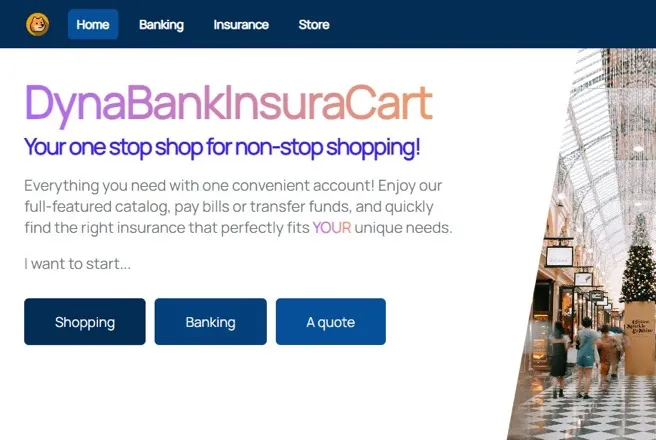 Home Banking Insurance Store
DynaBankInsuraCart
Your one stop shop for non-stop shopping!
Everything you need with one convenient account! Enjoy our
full-featured catalog, pay bills or transfer funds, and quickly
find the right insurance that perfectly fits YOUR unique needs.
I want to start...
Shopping Banking A quote